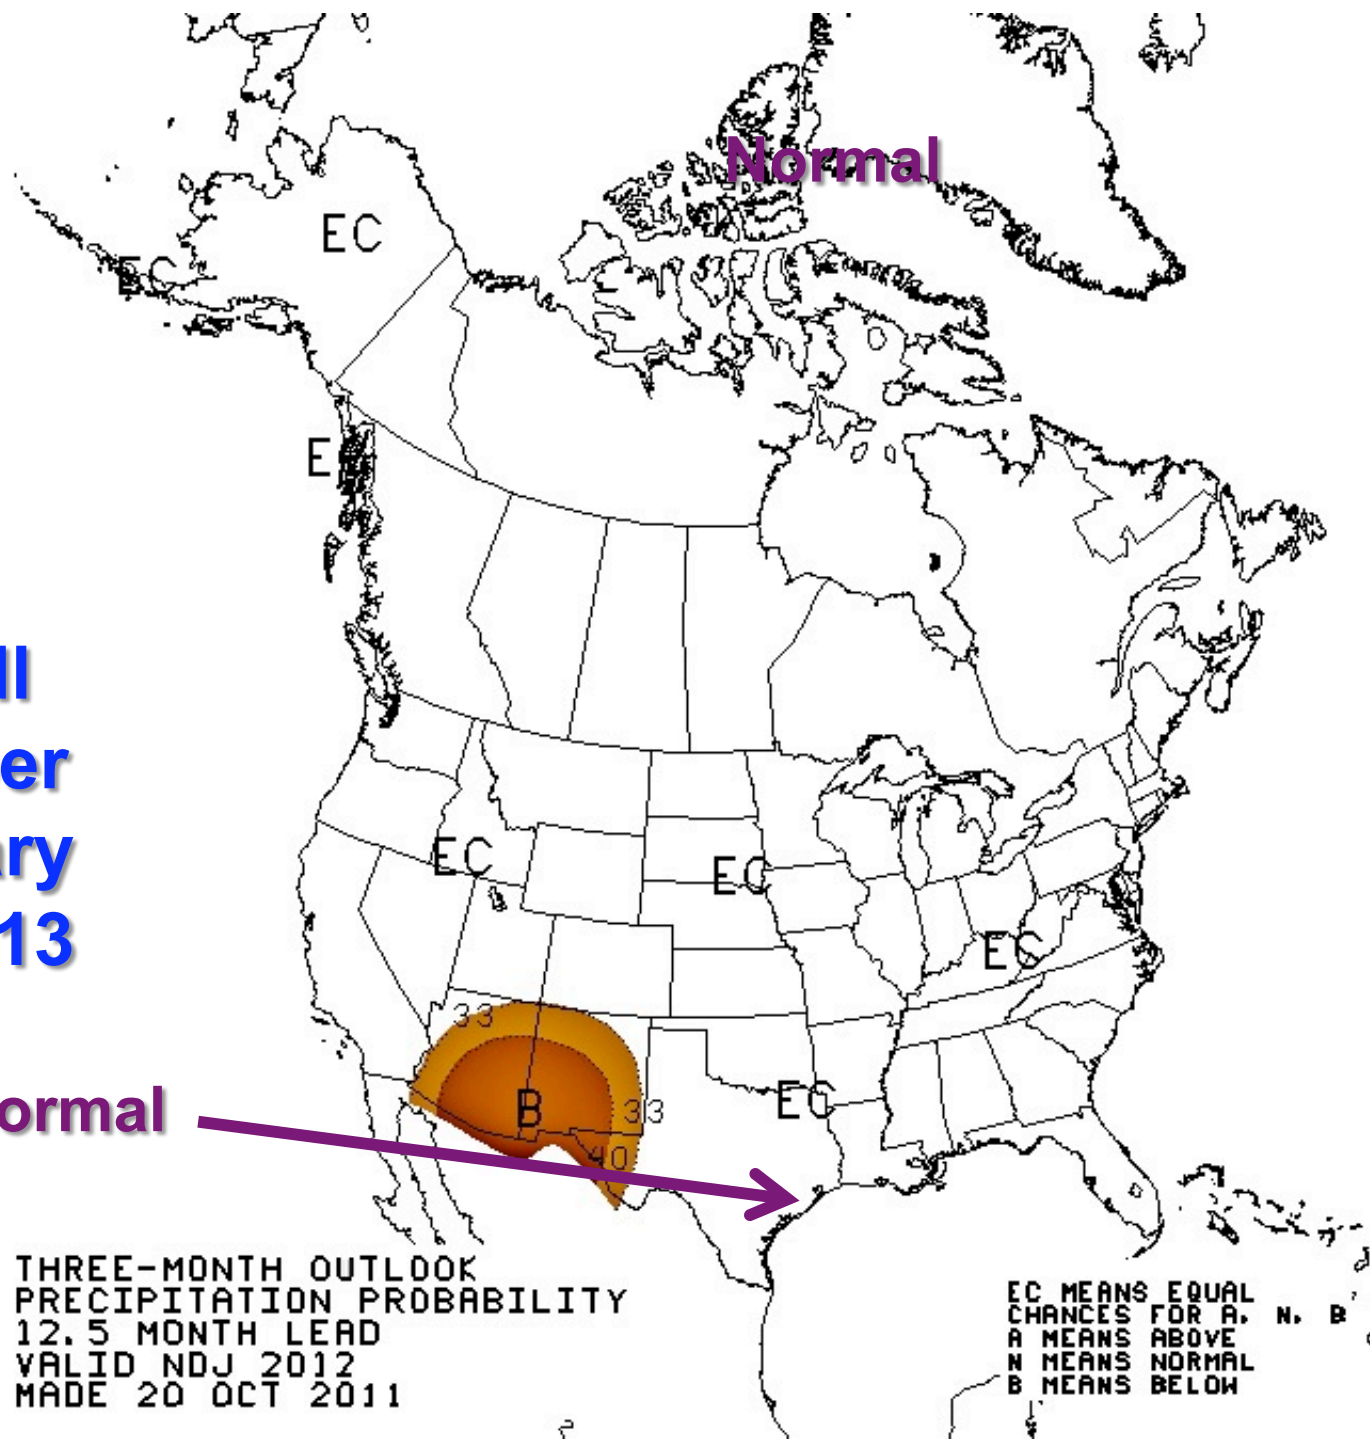 Normal
EC
EC
E
ll
er
ary
13
EC
EC
EC
33
B
33
EC
40
ormal
THREE-MONTH OUTLOOK
PRECIPITATION PROBABILITY
12.5 MONTH LEAD
VALID NDJ 2012
MADE 20 OCT 2011
EC MEANS EQUAL
CHANCES FOR A, N, B
A MEANS ABOVE
N MEANS NORMAL
B MEANS BELOW